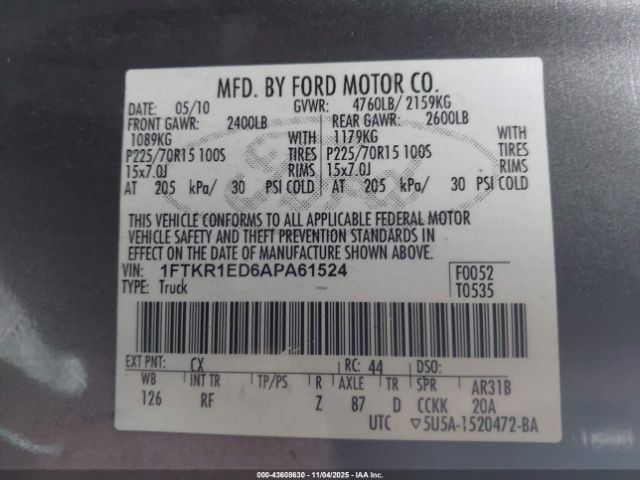 MFD. BY FORD MOTOR CO.
DATE: 05/10 GVWR: 4760LB/ 2159KG
FRONT GAWR: 2400LB REAR GAWR: 2600LB
1089KG 1179KG
P225/70R15 100S TIRES P225/70R15 100S TIRES
15x7.0J RIMS 15x7.0J RIMS
AT 205 kPa/ 30 PSI COLD AT 205 kPa/ 30 PSI COLD
Ford
THIS VEHICLE CONFORMS TO ALL APPLICABLE FEDERAL MOTOR
VEHICLE SAFETY AND THEFT PREVENTION STANDARDS IN
EFFECT ON THE DATE OF MANUFACTURE SHOWN ABOVE.
VIN: 1FTKR1ED6APA61524 F0052
TYPE: Truck T0535
EXT PNT: CX RC: 44 DSO:
WB INT TR TP/PS R AXLE TR SPR AR31B
126 RF Z 87 D CCKK 20A
UTC ▽5U5A-1520472-BA
000-43608630 - 11/04/2025 - IAAI.COM